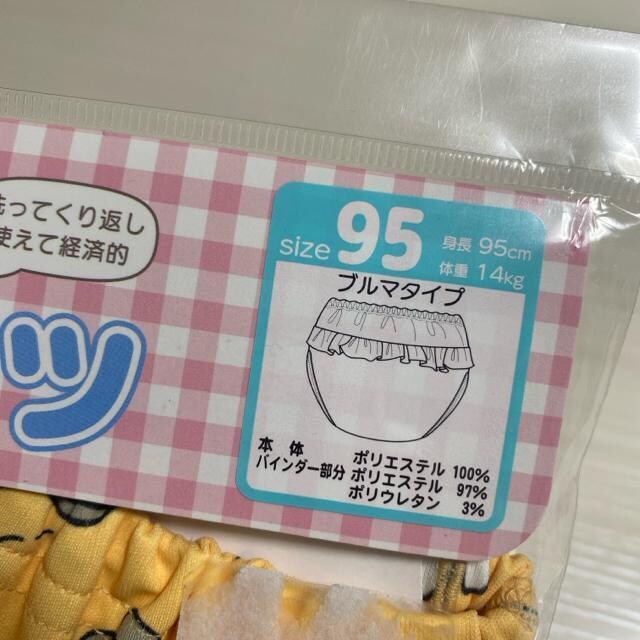 洗ってくり返し
使えて経済的
ツ
size 95 身長 95cm
体重 14kg
ブルマタイプ
本 体 ポリエステル 100%
バインダー部分 ポリエステル 97%
ポリウレタン 3%